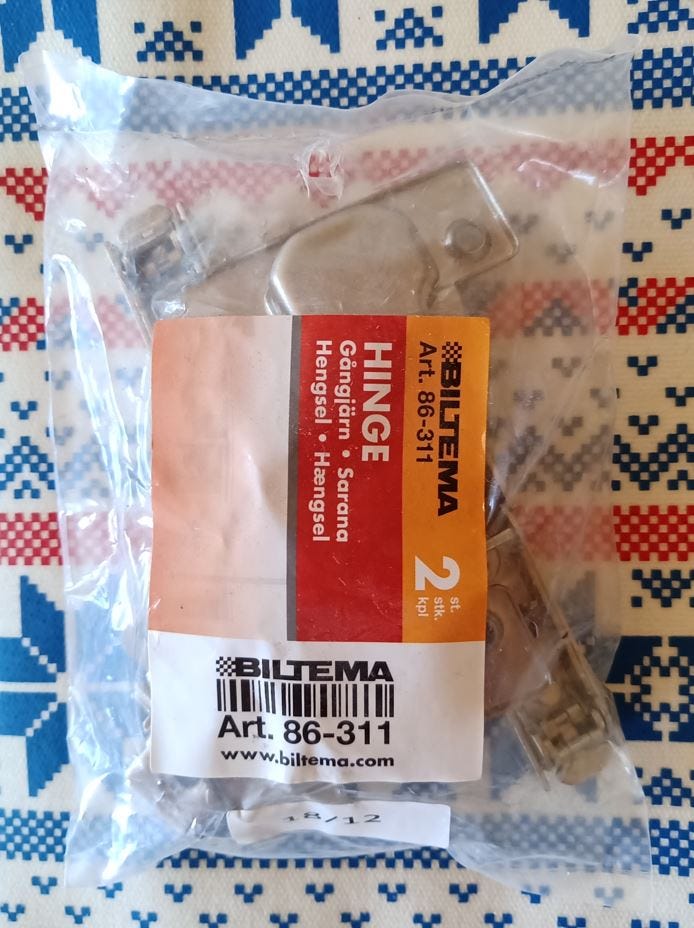 BILTEMA
Art. 86-311
2 st.
stk.
kpl
HINGE
Gångjärn • Sarana
Hengsel • Hængsel
BILTEMA
Art. 86-311
www.biltema.com
18/12